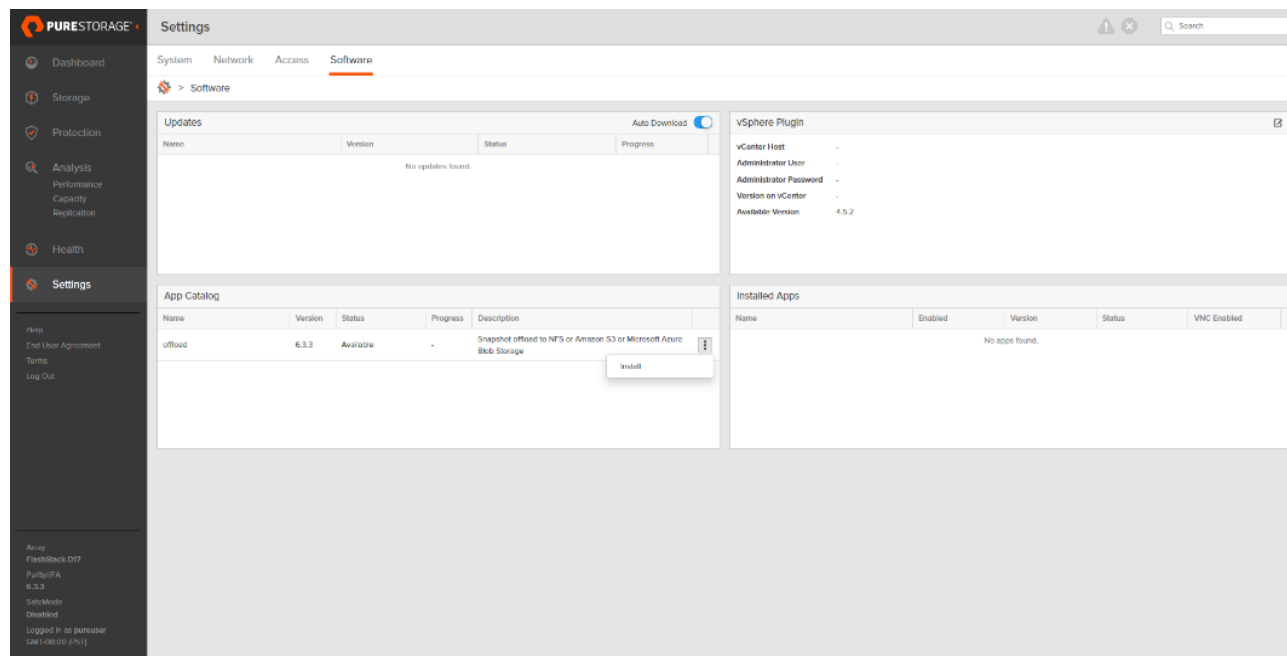 PURESTORAGE®
Settings
Search
Dashboard
Storage
Protection
Analysis
Performance
Capacity
Replication
Health
Settings
Help
End User Agreement
Terms
Log Out
Array
FlashStack D17
Purity//FA
6.3.3
SafeMode
Disabled
Logged in as pureuser
GMT-08:00 (PST)
System Network Access Software
> Software
Updates Auto Download
Name Version Status Progress
No updates found.
vSphere Plugin
vCenter Host -
Administrator User -
Administrator Password -
Version on vCenter -
Available Version 4.5.2
App Catalog
Name Version Status Progress Description
offload 6.3.3 Available - Snapshot offload to NFS or Amazon S3 or Microsoft Azure
Blob Storage
Install
Installed Apps
Name Enabled Version Status VNC Enabled
No apps found.